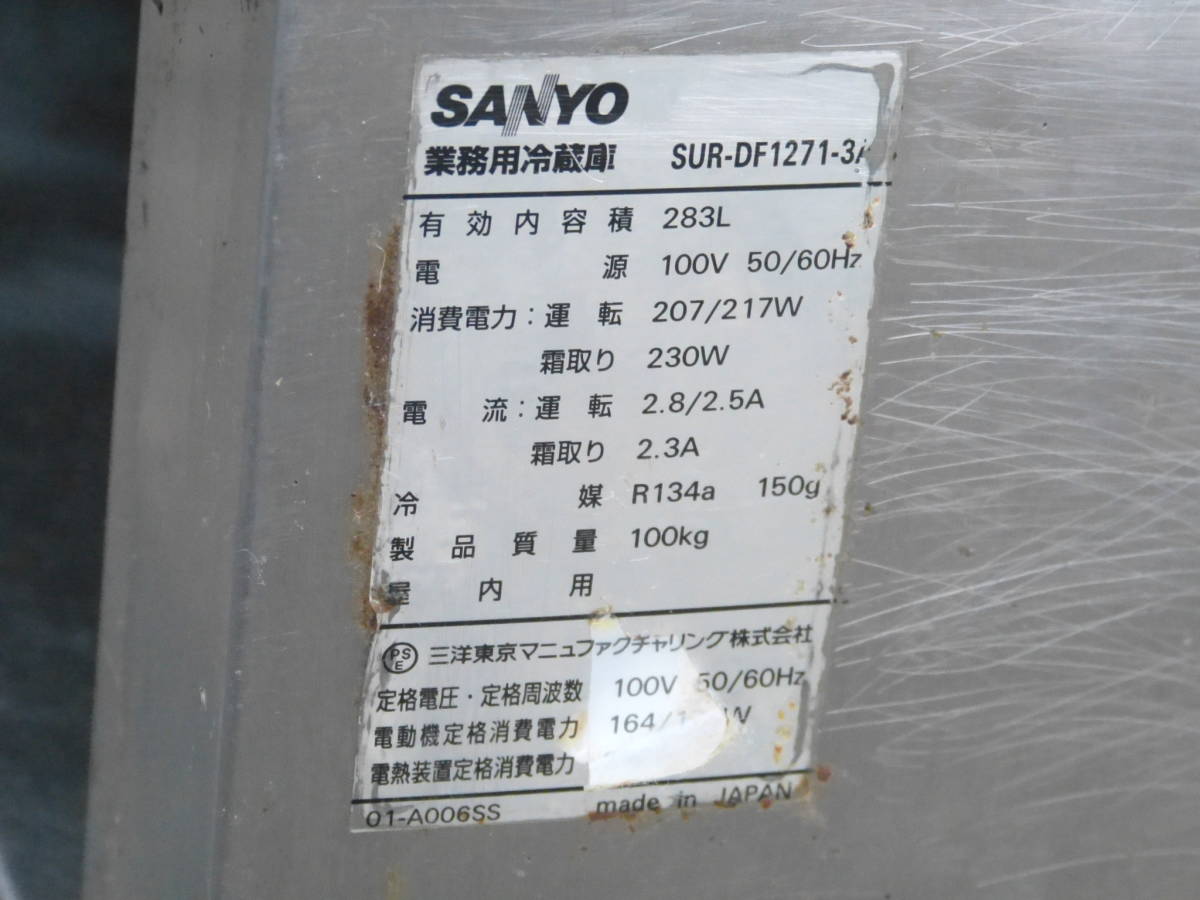 SANYO
業務用冷蔵庫 SUR-DF1271-3A
有効内容積 283L
電源 100V 50/60Hz
消費電力：運転 207/217W
霜取り 230W
電流：運転 2.8/2.5A
霜取り 2.3A
冷媒 R134a 150g
製品質量 100kg
屋内用
PSE 三洋東京マニュファクチャリング株式会社
定格電圧・定格周波数 100V 50/60Hz
電動機定格消費電力 164/1 W
電熱装置定格消費電力
01-A006SS made in JAPAN